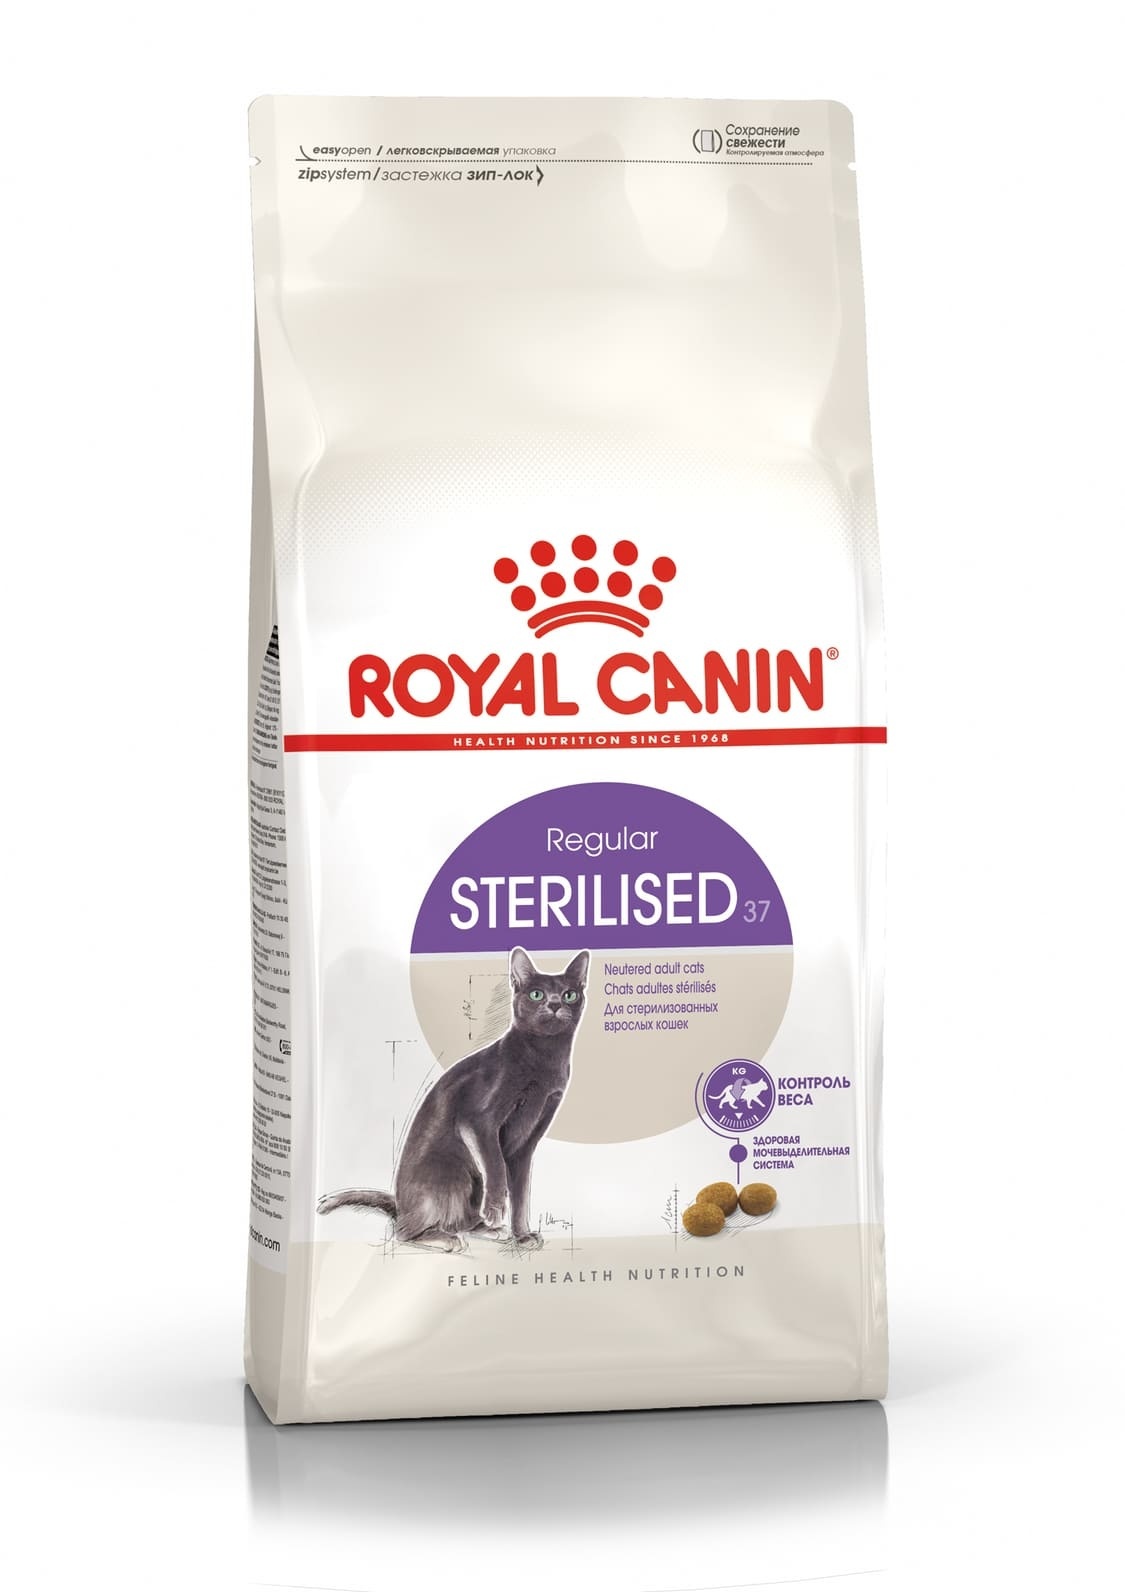 easyopen / легковскрываемая упаковка
zipsystem/застежка ЗИП-ЛОК
Сохранение
свежести
Контролируемая атмосфера
ROYAL CANIN®
HEALTH NUTRITION SINCE 1968
Regular
STERILISED 37
Neutered adult cats
Chats adultes stérilisés
Для стерилизованных
взрослых кошек
KG
КОНТРОЛЬ
ВЕСА
ЗДОРОВАЯ
МОЧЕВЫДЕЛИТЕЛЬНАЯ
СИСТЕМА
1cm
FELINE HEALTH NUTRITION